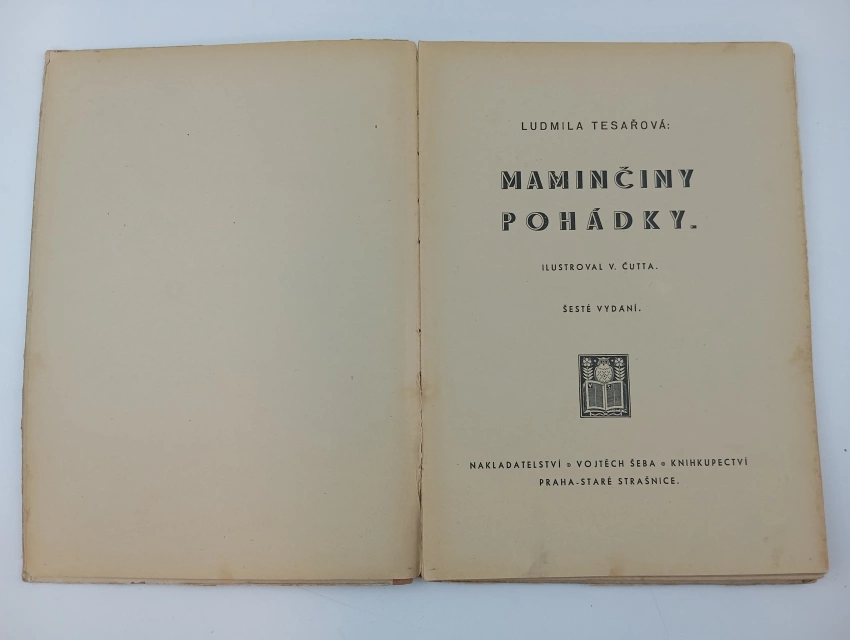 LUDMILA TESAŘOVÁ:
MAMINČINY
POHÁDKY.
ILUSTROVAL V. ČUTTA.
ŠESTÉ VYDANÍ.
V Š
NAKLADATELSTVÍ ▫ VOJTĚCH ŠEBA ▫ KNIHKUPECTVÍ
PRAHA-STARÉ STRAŠNICE.